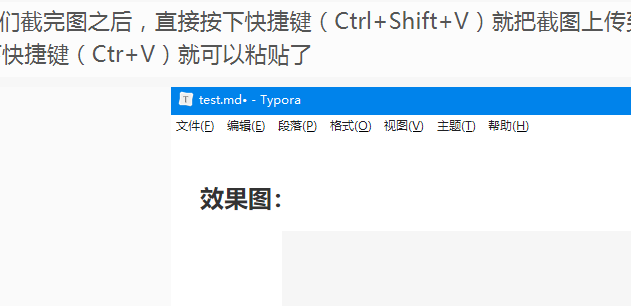 们截完图之后，直接按下快捷键（Ctrl+Shift+V）就把截图上传
快捷键（Ctr+V）就可以粘贴了
T test.md• - Typora
文件(F) 编辑(E) 段落(P) 格式(O) 视图(V) 主题(T) 帮助(H)
效果图：